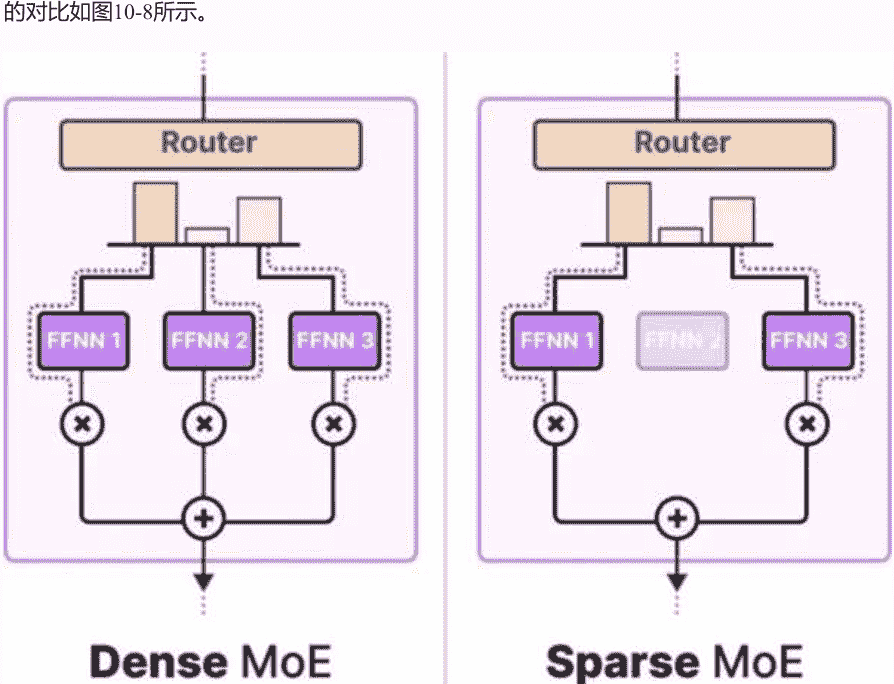 的对比如图10-8所示。
Router
Router
FFNN 1
FFNN 2
FFNN 3
FFNN 1
FFNN 2
FFNN 3
Dense MoE
Sparse MoE